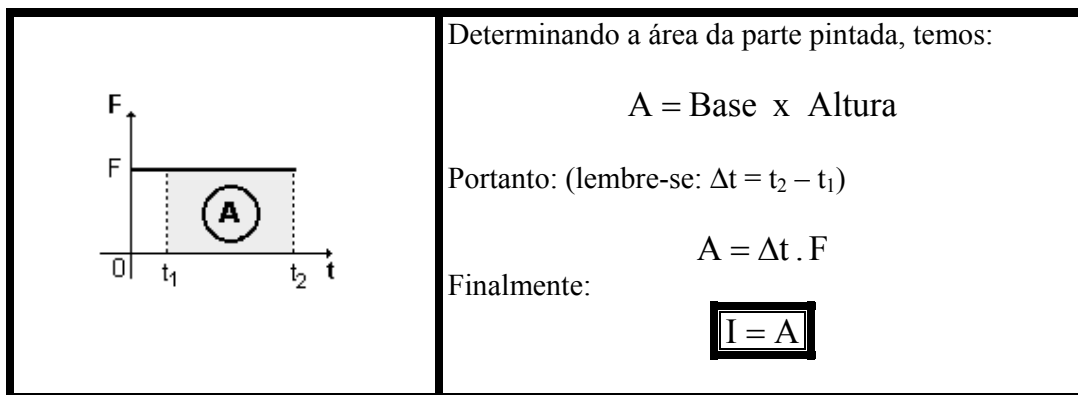 F
F
A
0
t₁
t₂
t
Determinando a área da parte pintada, temos:
A = Base x Altura
Portanto: (lembre-se: Δt = t₂ – t₁)
A = Δt . F
Finalmente:
I = A